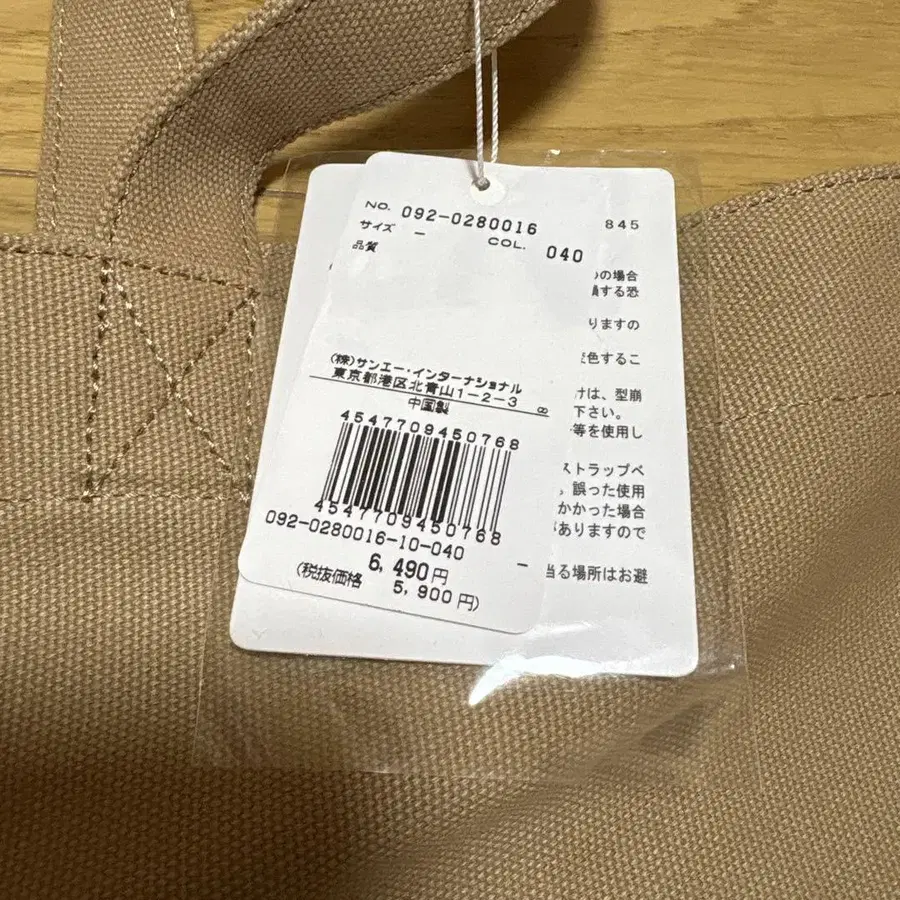 NO. 092-0280016 845
サイズ - COL. 040
品質
(株)サンエー・インターナショナル
東京都港区北青山1-2-3 ∞
中国製
4547709450768
4547709450768
092-0280016-10-040 -
6,490円
(税抜価格 5,900円)
の場合
する恐
りますの
色するこ
けは、型崩
下さい。
等を使用し
ストラップベ
。誤った使用
かかった場合
がありますので
当る場所はお避